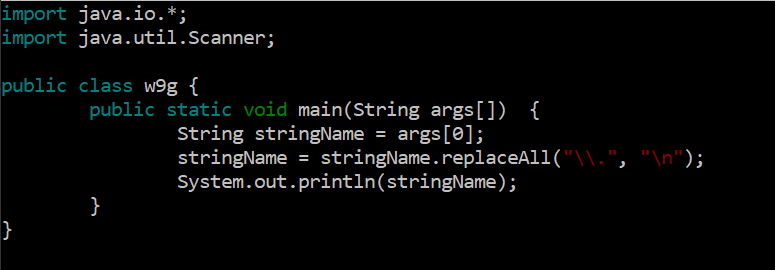 import java.io.*;
import java.util.Scanner;

public class w9g {
        public static void main(String args[])  {
                String stringName = args[0];
                stringName = stringName.replaceAll("\\.", "\n");
                System.out.println(stringName);
        }
}